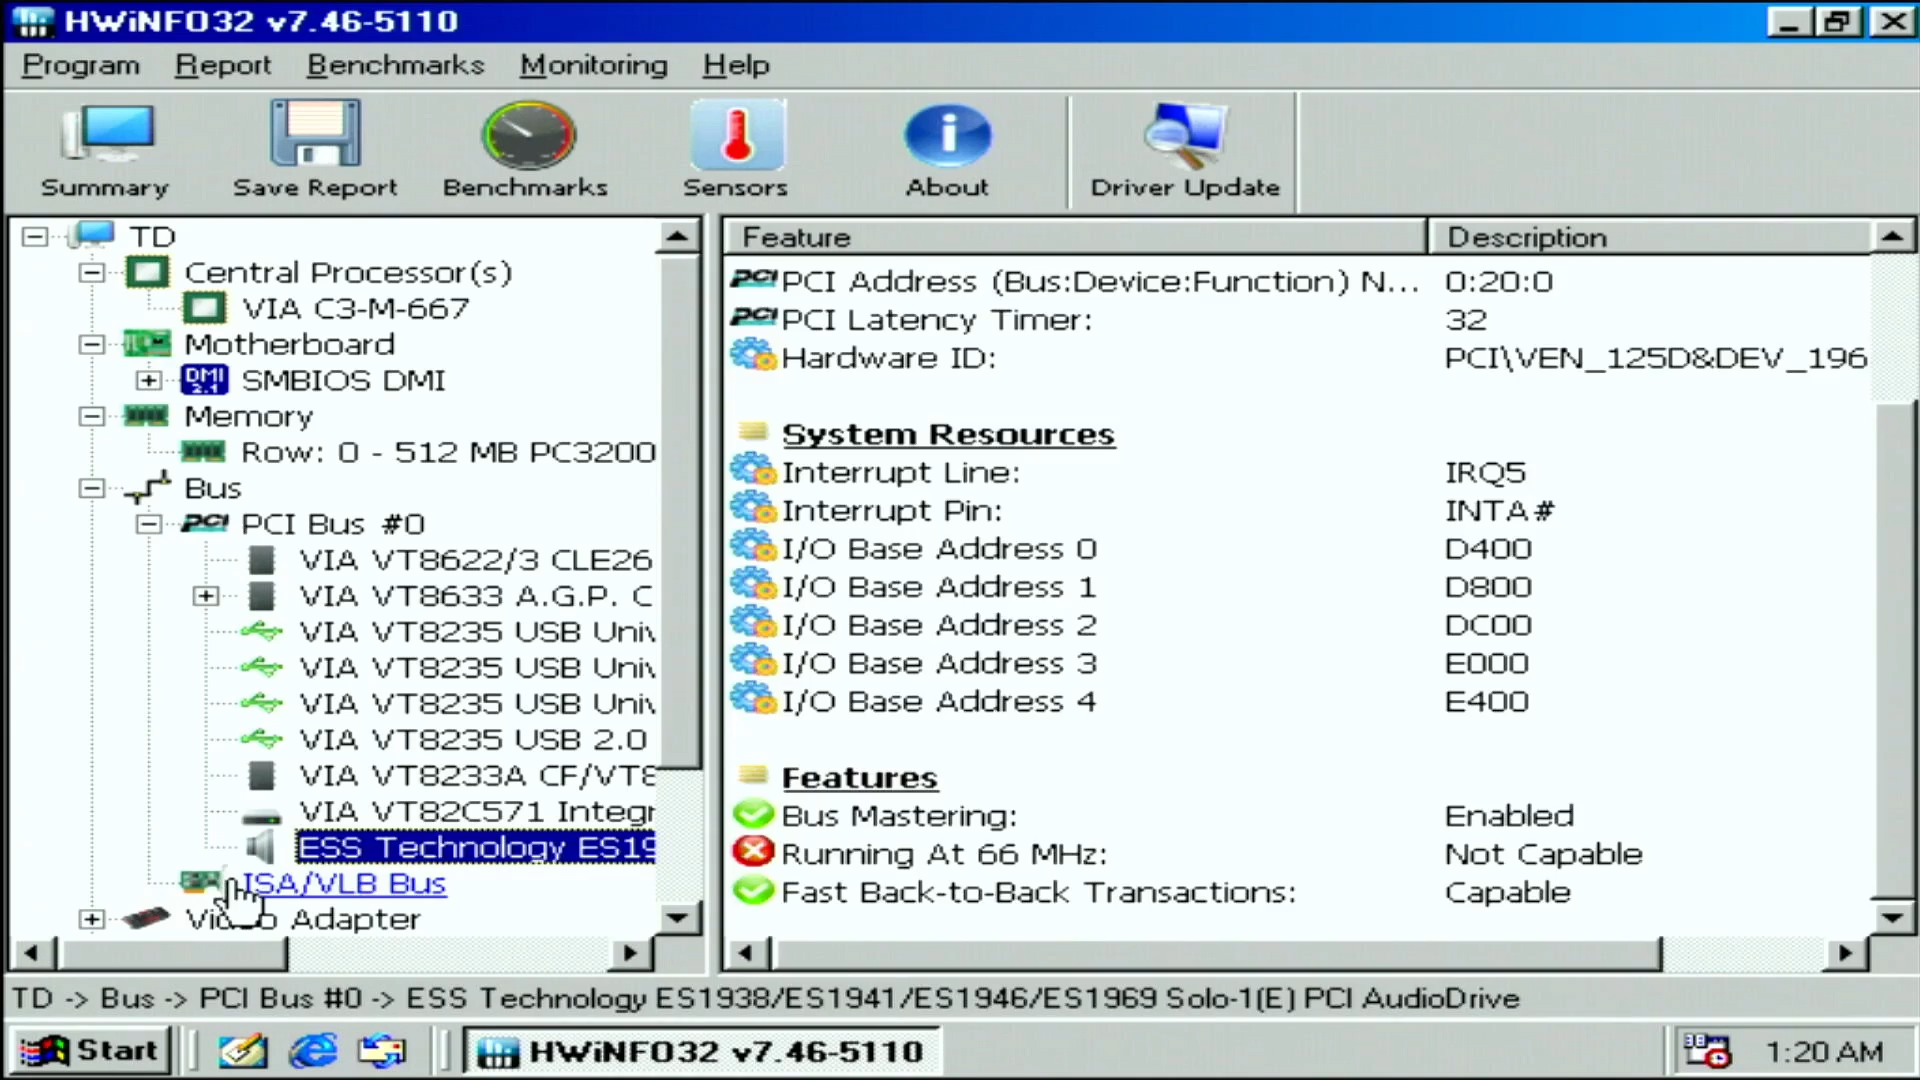 HWiNFO32 v7.46-5110
Program Report Benchmarks Monitoring Help
Summary Save Report Benchmarks Sensors About Driver Update
TD
Central Processor(s)
VIA C3-M-667
Motherboard
DMI 2.1 SMBIOS DMI
Memory
Row: 0 - 512 MB PC3200
Bus
PCI PCI Bus #0
VIA VT8622/3 CLE26
VIA VT8633 A.G.P. C
VIA VT8235 USB Univ
VIA VT8235 USB Univ
VIA VT8235 USB Univ
VIA VT8235 USB 2.0
VIA VT8233A CF/VT8
VIA VT82C571 Integr
ESS Technology ES19
ISA/VLB Bus
Video Adapter
Feature Description
PCI PCI Address (Bus:Device:Function) N... 0:20:0
PCI PCI Latency Timer: 32
Hardware ID: PCI\VEN_125D&DEV_196
System Resources
Interrupt Line: IRQ5
Interrupt Pin: INTA#
I/O Base Address 0 D400
I/O Base Address 1 D800
I/O Base Address 2 DC00
I/O Base Address 3 E000
I/O Base Address 4 E400
Features
Bus Mastering: Enabled
Running At 66 MHz: Not Capable
Fast Back-to-Back Transactions: Capable
TD -> Bus -> PCI Bus #0 -> ESS Technology ES1938/ES1941/ES1946/ES1969 Solo-1(E) PCI AudioDrive
Start HWiNFO32 v7.46-5110 1:20 AM